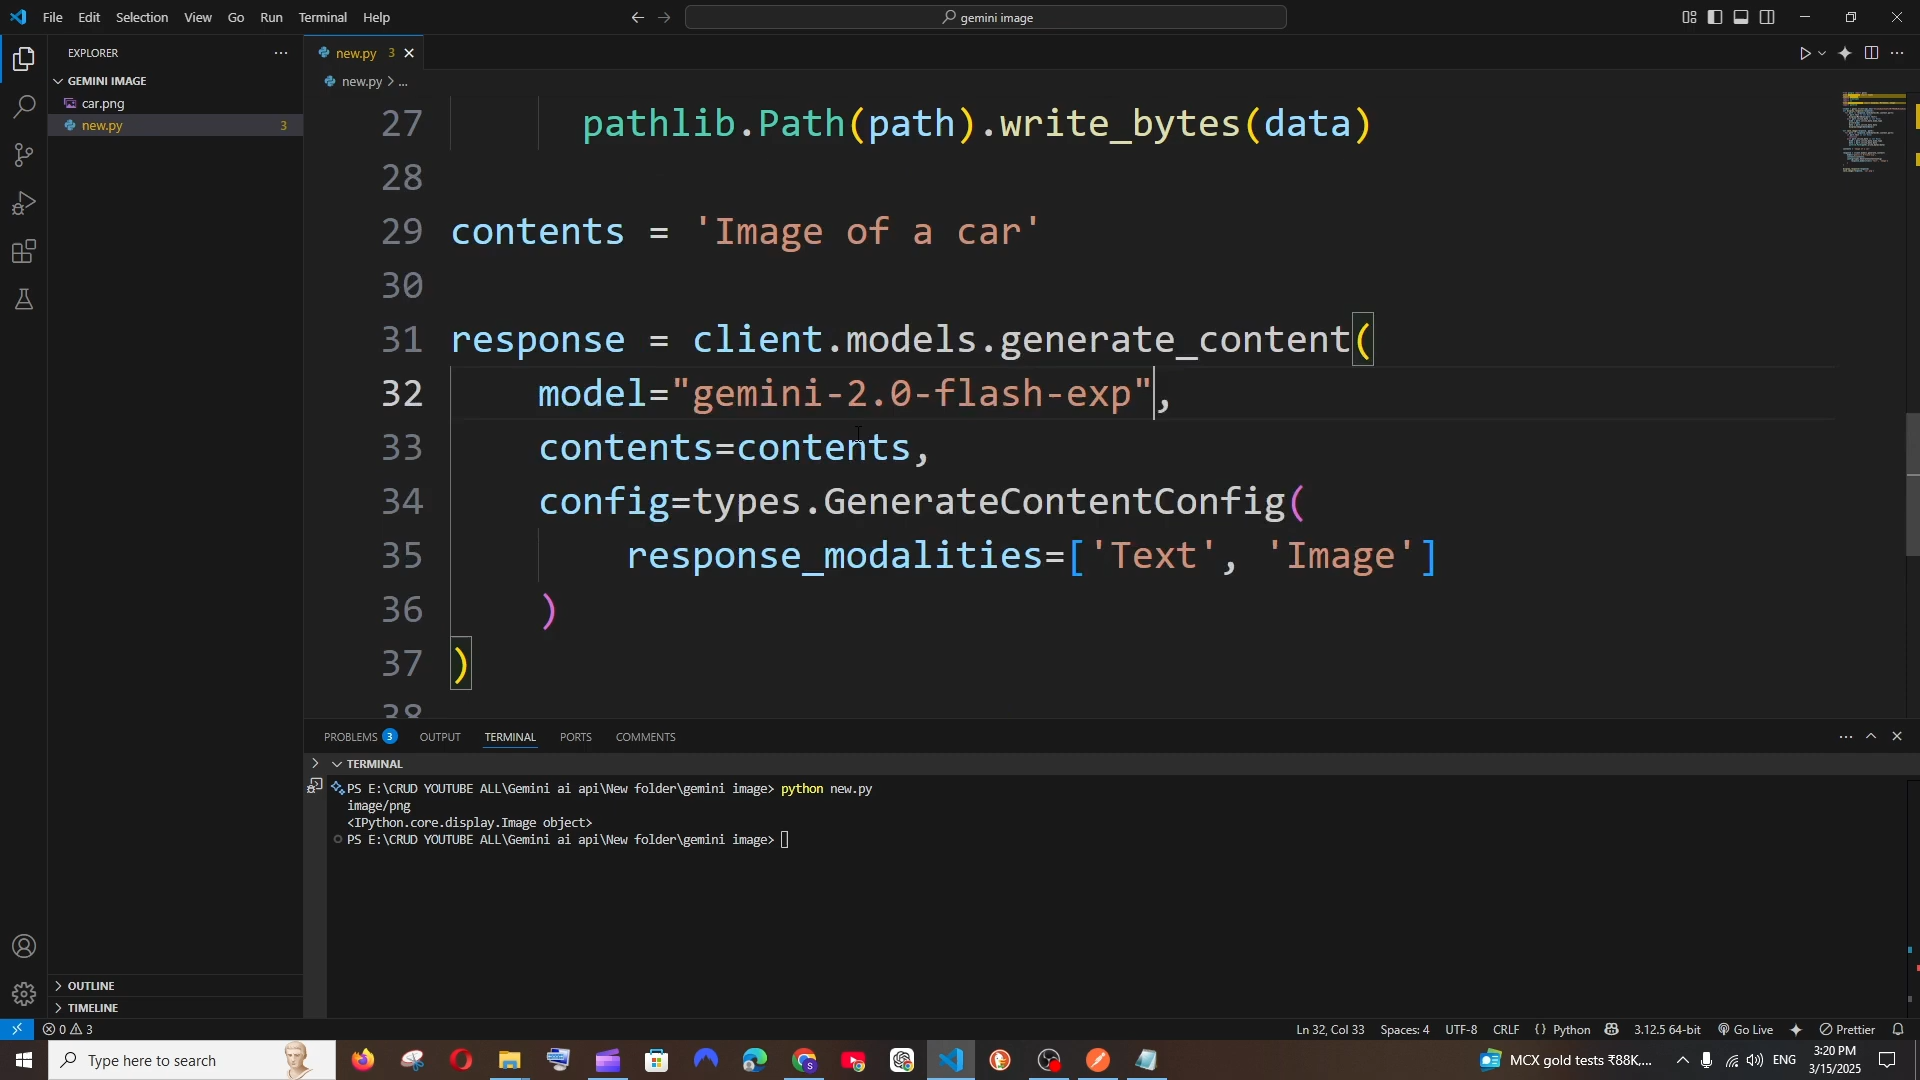 File Edit Selection View Go Run Terminal Help
gemini image
EXPLORER
new.py 3
GEMINI IMAGE
new.py > ...
car.png
new.py 3
27 pathlib.Path(path).write_bytes(data)
28
29 contents = 'Image of a car'
30
31 response = client.models.generate_content(
32 model="gemini-2.0-flash-exp",
33 contents=contents,
34 config=types.GenerateContentConfig(
35 response_modalities=['Text', 'Image']
36 )
37 )
38
PROBLEMS 3 OUTPUT TERMINAL PORTS COMMENTS
TERMINAL
PS E:\CRUD YOUTUBE ALL\Gemini ai api\New folder\gemini image> python new.py
image/png
<IPython.core.display.Image object>
PS E:\CRUD YOUTUBE ALL\Gemini ai api\New folder\gemini image>
OUTLINE
TIMELINE
0 3
Ln 32, Col 33 Spaces: 4 UTF-8 CRLF { } Python 3.12.5 64-bit Go Live Prettier
Type here to search
MCX gold tests ₹88K,...
ENG
3:20 PM
3/15/2025